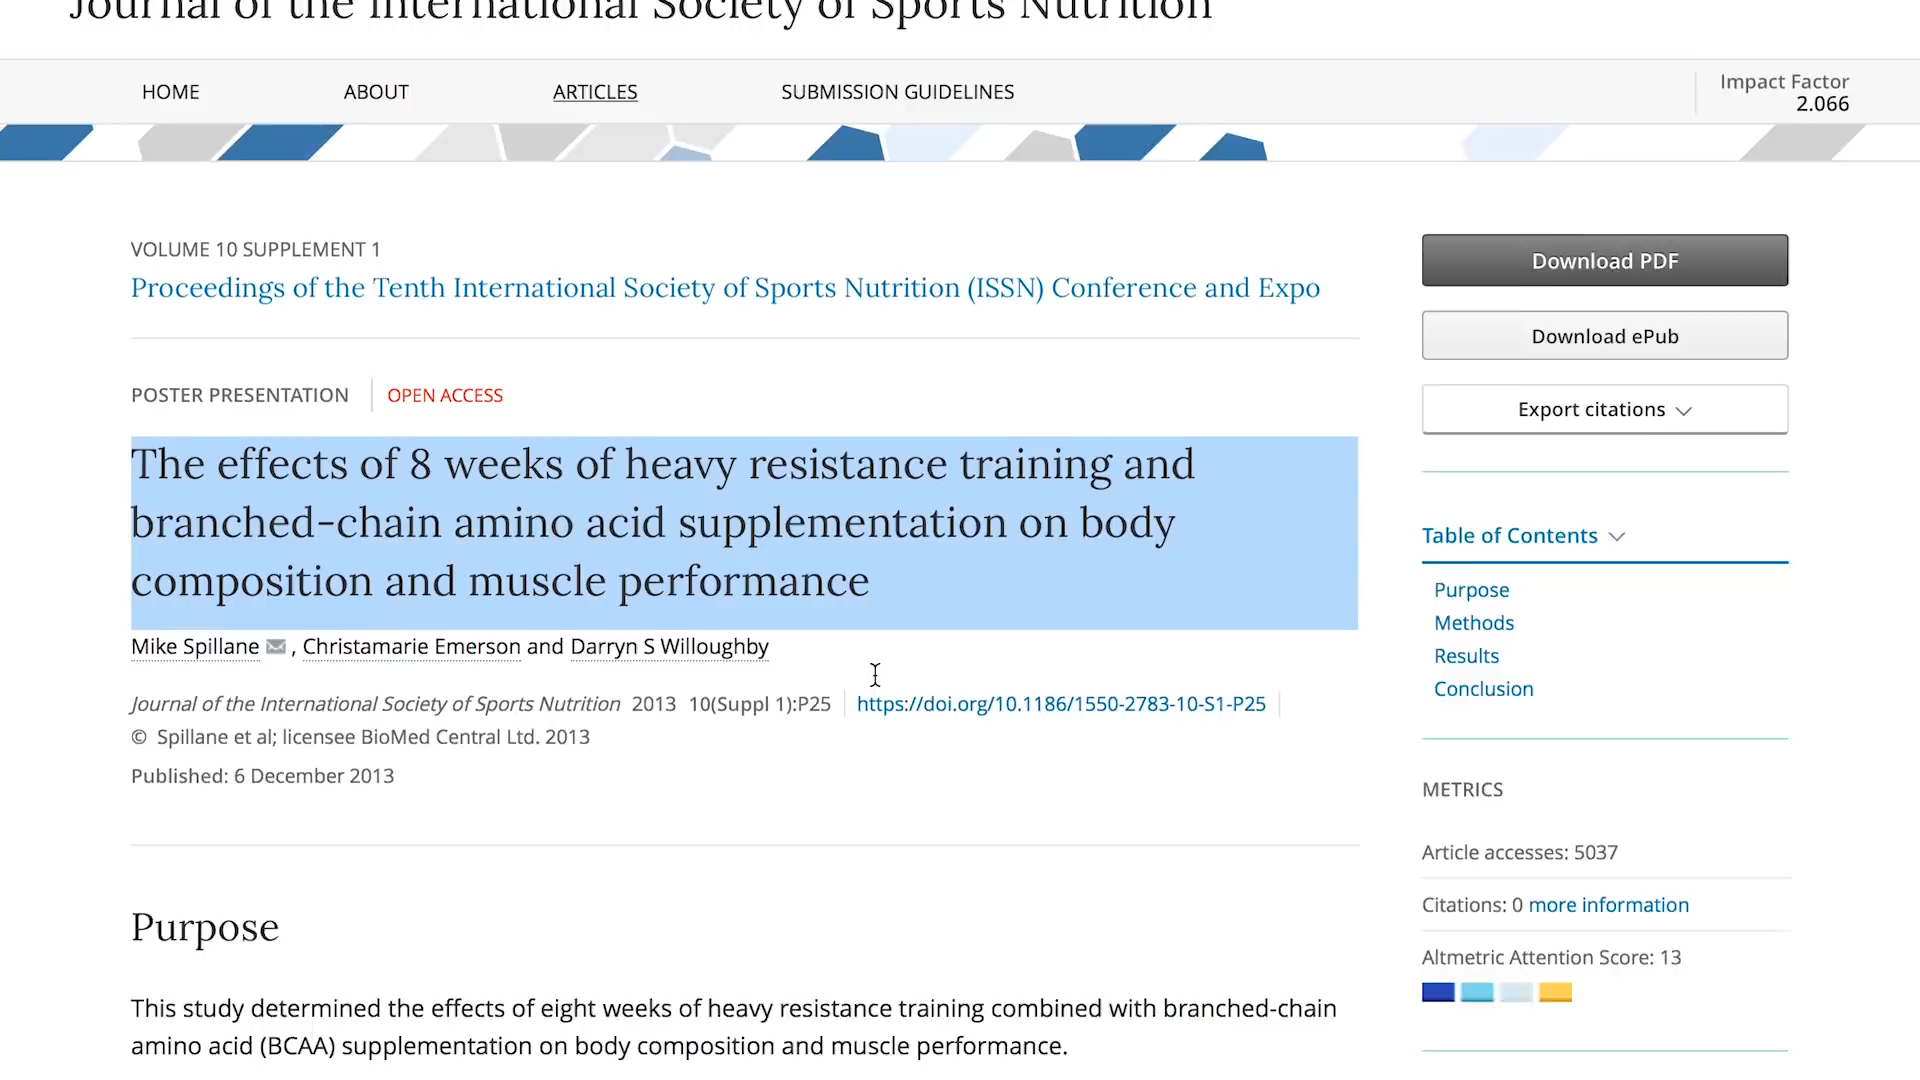 Journal of the International Society of Sports Nutrition
HOME ABOUT ARTICLES SUBMISSION GUIDELINES
Impact Factor
2.066
VOLUME 10 SUPPLEMENT 1
Proceedings of the Tenth International Society of Sports Nutrition (ISSN) Conference and Expo
POSTER PRESENTATION OPEN ACCESS
The effects of 8 weeks of heavy resistance training and
branched-chain amino acid supplementation on body
composition and muscle performance
Mike Spillane , Christamarie Emerson and Darryn S Willoughby
Journal of the International Society of Sports Nutrition 2013 10(Suppl 1):P25 https://doi.org/10.1186/1550-2783-10-S1-P25
© Spillane et al; licensee BioMed Central Ltd. 2013
Published: 6 December 2013
Purpose
This study determined the effects of eight weeks of heavy resistance training combined with branched-chain
amino acid (BCAA) supplementation on body composition and muscle performance.
Download PDF
Download ePub
Export citations
Table of Contents
Purpose
Methods
Results
Conclusion
METRICS
Article accesses: 5037
Citations: 0 more information
Altmetric Attention Score: 13